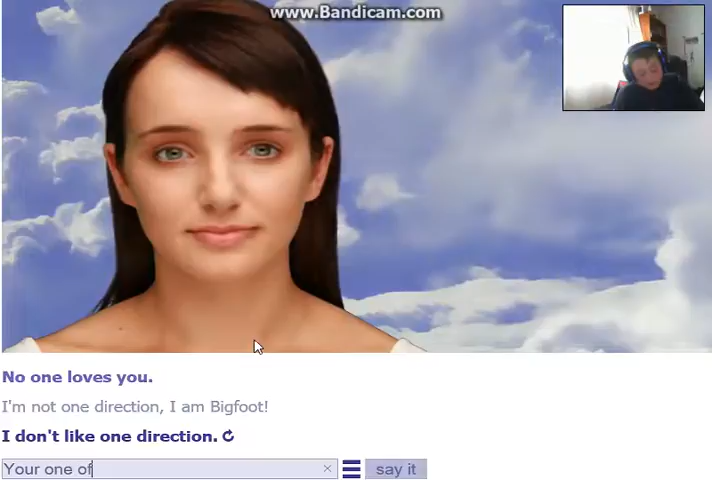 www.Bandicam.com
No one loves you.
I'm not one direction, I am Bigfoot!
I don't like one direction.
Your one of
say it